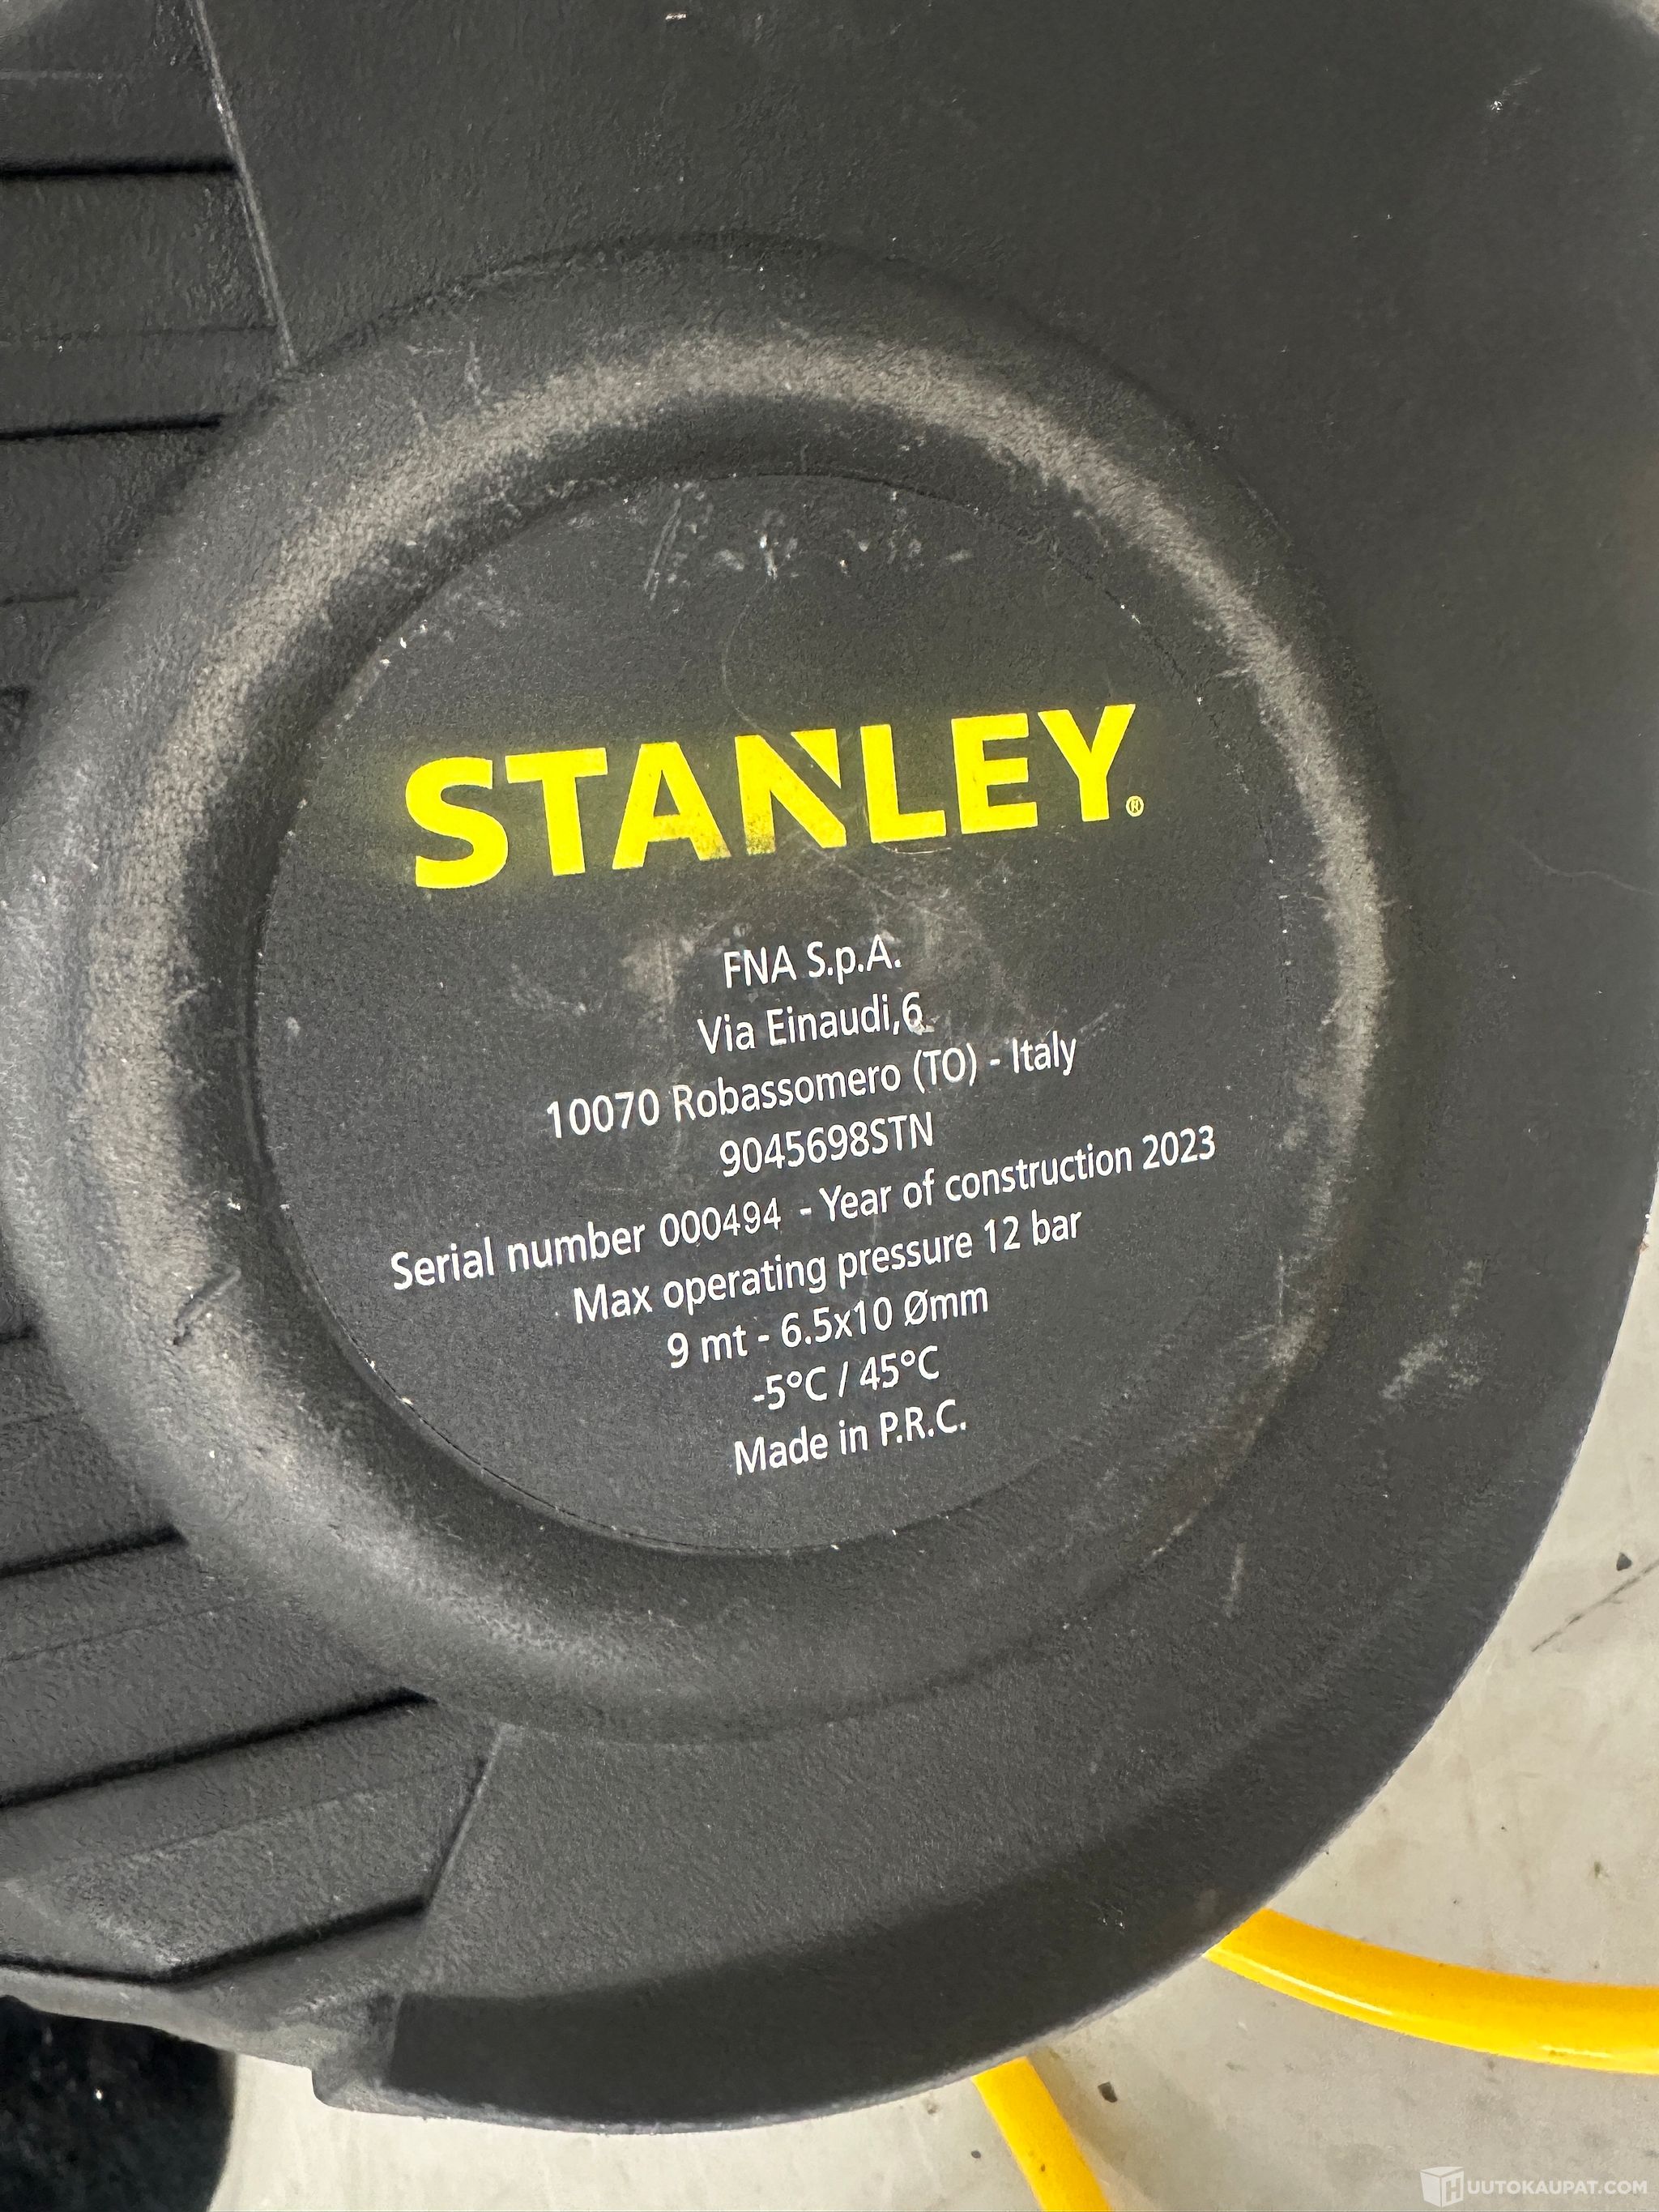 STANLEY®
FNA S.p.A.
Via Einaudi,6
10070 Robassomero (TO) - Italy
9045698STN
Serial number 000494 - Year of construction 2023
Max operating pressure 12 bar
9 mt - 6.5x10 Ømm
-5°C / 45°C
Made in P.R.C.
HUUTOKAUPAT.COM